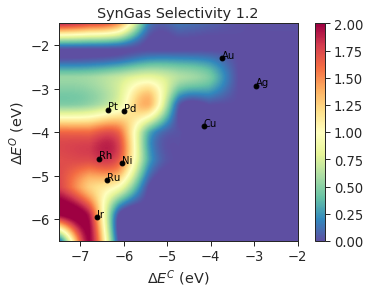 SynGas Selectivity 1.2
ΔE^O (eV)
−2
−3
−4
−5
−6
Au
Ag
Pt
Pd
Cu
Rh
Ni
Ru
Ir
−7
−6
−5
−4
−3
−2
ΔE^C (eV)
2.00
1.75
1.50
1.25
1.00
0.75
0.50
0.25
0.00